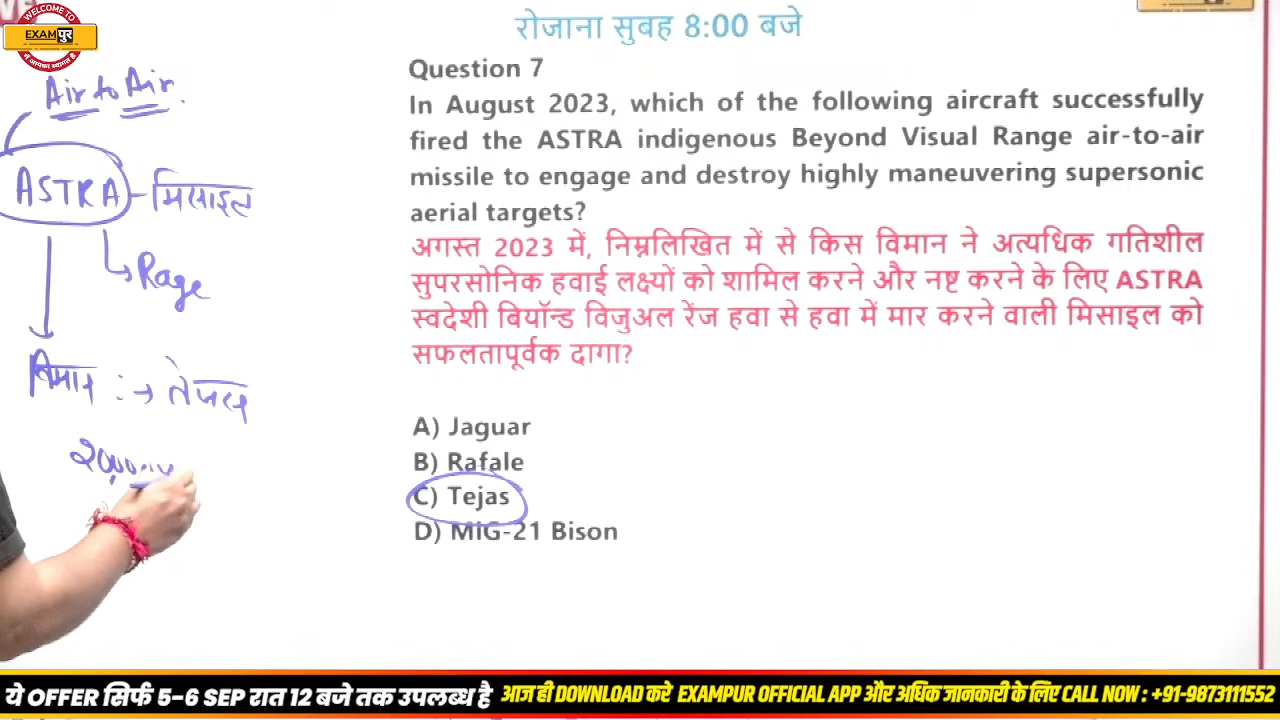 WELCOME TO
EXAMपुर
में आपका स्वागत है
रोजाना सुबह 8:00 बजे
Air to Air
ASTRA - मिसाइल
Rage
विमान :→ तेजस
Question 7
In August 2023, which of the following aircraft successfully
fired the ASTRA indigenous Beyond Visual Range air-to-air
missile to engage and destroy highly maneuvering supersonic
aerial targets?
अगस्त 2023 में, निम्नलिखित में से किस विमान ने अत्यधिक गतिशील
सुपरसोनिक हवाई लक्ष्यों को शामिल करने और नष्ट करने के लिए ASTRA
स्वदेशी बियॉन्ड विजुअल रेंज हवा से हवा में मार करने वाली मिसाइल को
सफलतापूर्वक दागा?
A) Jaguar
B) Rafale
C) Tejas
D) MIG-21 Bison
ये OFFER सिर्फ 5-6 SEP रात 12 बजे तक उपलब्ध है
आज ही DOWNLOAD करे EXAMPUR OFFICIAL APP और अधिक जानकारी के लिए CALL NOW : +91-9873111552